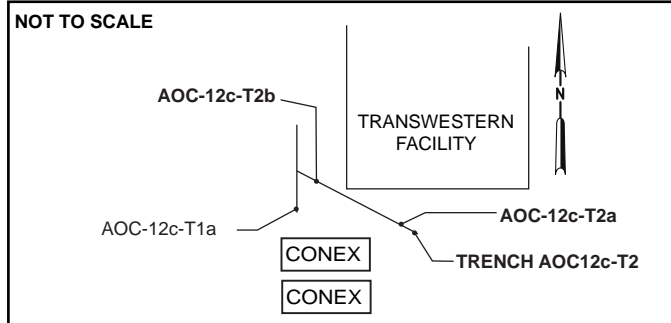 NOT TO SCALE
AOC-12c-T2b
TRANSWESTERN
FACILITY
N
AOC-12c-T1a
AOC-12c-T2a
CONEX
TRENCH AOC12c-T2
CONEX